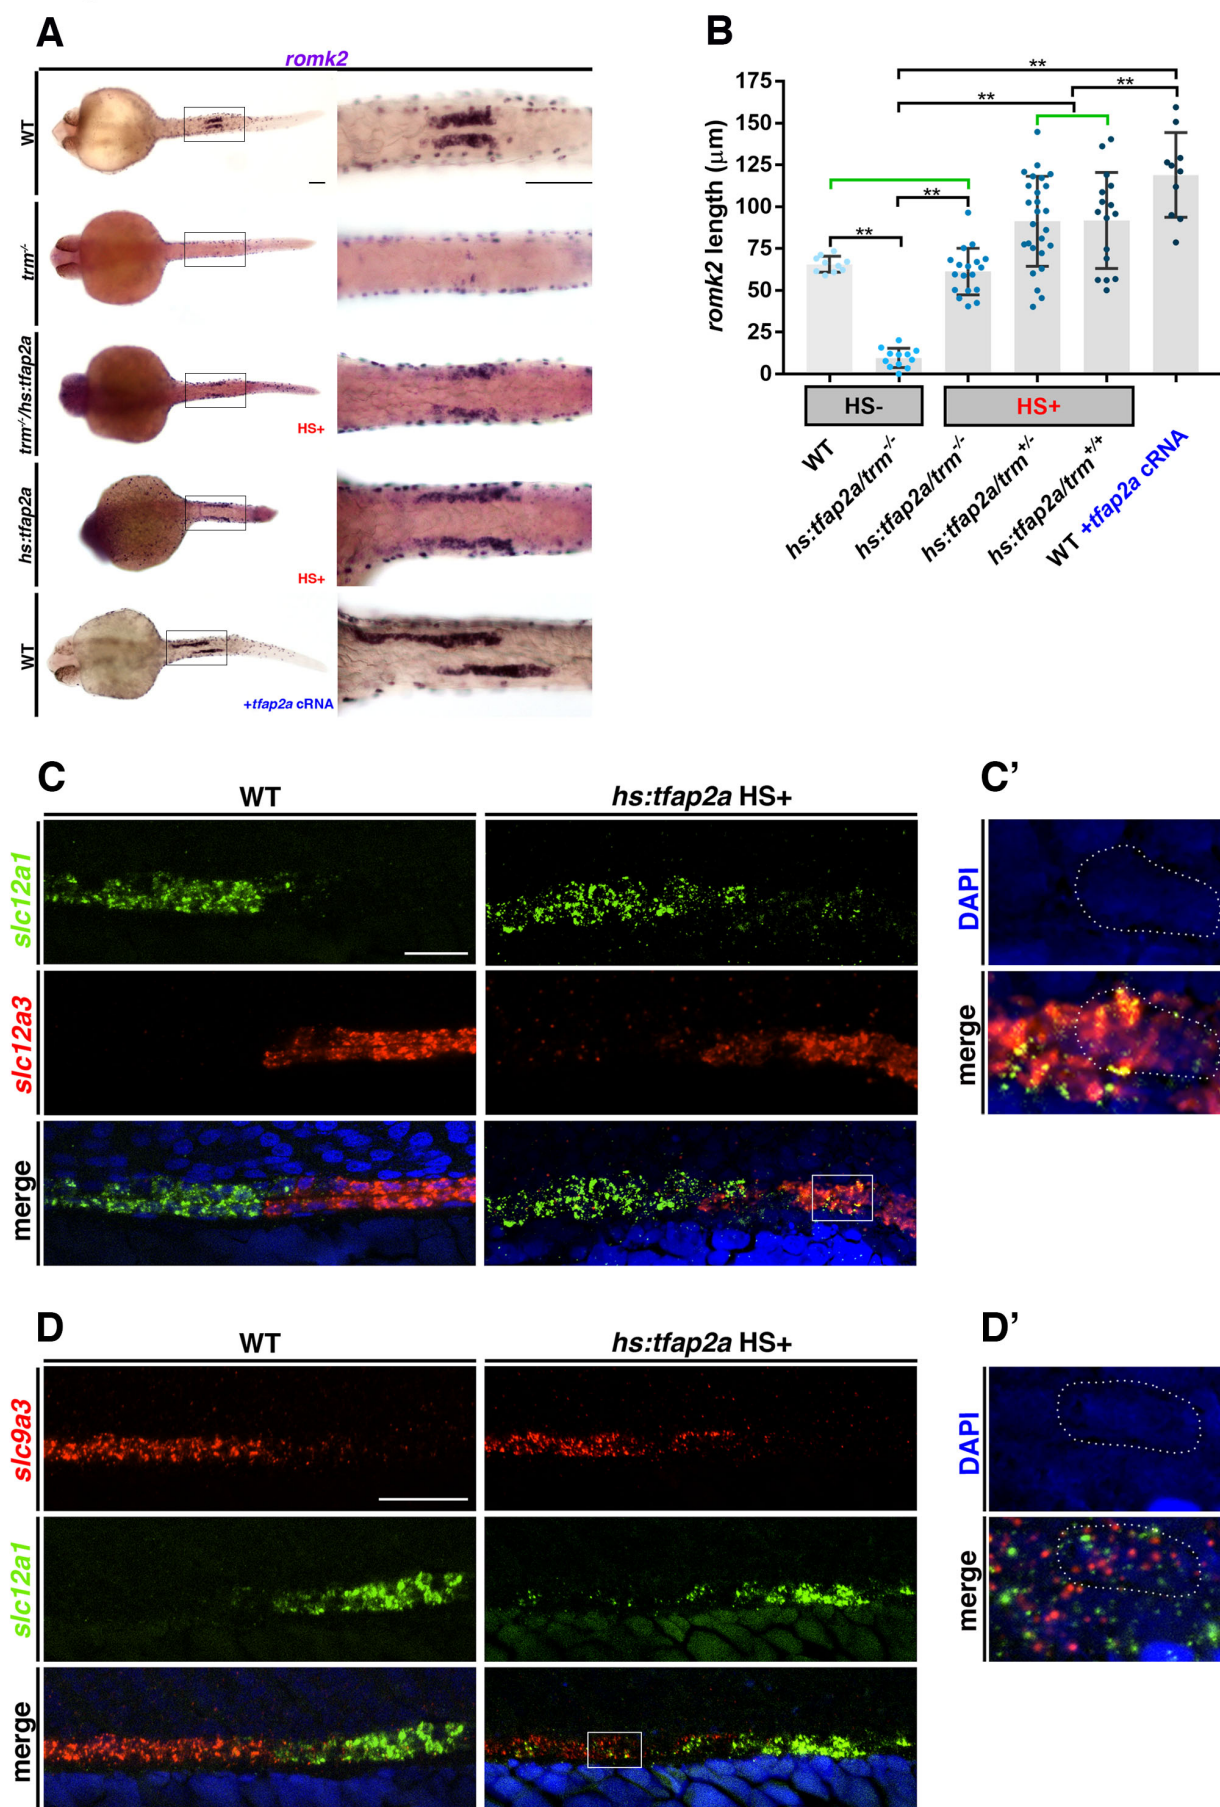 A
romk2
WT
trm-/-
trm-/-/hs:tfap2a
HS+
hs:tfap2a
HS+
WT
+tfap2a cRNA
B
romk2 length (μm)
175
150
125
100
75
50
25
0
**
**
**
**
**
HS-
HS+
WT
hs:tfap2a/trm-/-
hs:tfap2a/trm-/-
hs:tfap2a/trm+/-
hs:tfap2a/trm+/+
WT +tfap2a cRNA
C
WT
hs:tfap2a HS+
slc12a1
slc12a3
merge
C’
DAPI
merge
D
WT
hs:tfap2a HS+
slc9a3
slc12a1
merge
D’
DAPI
merge